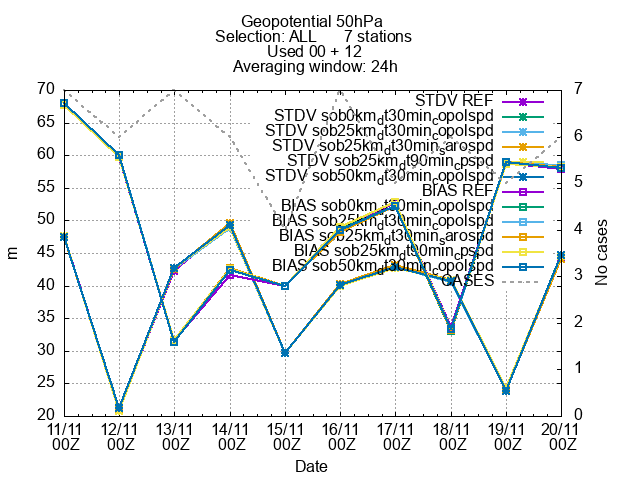 Geopotential 50hPa
Selection: ALL 7 stations
Used 00 + 12
Averaging window: 24h
STDV REF
STDV sob0km_dt30min_copolspd
STDV sob25km_dt30min_copolspd
STDV sob25km_dt30min_sarospd
STDV sob25km_dt90min_cpspd
STDV sob50km_dt30min_copolspd
BIAS REF
BIAS sob0km_dt30min_copolspd
BIAS sob25km_dt30min_copolspd
BIAS sob25km_dt30min_sarospd
BIAS sob25km_dt90min_cpspd
BIAS sob50km_dt30min_copolspd
CASES
70
65
60
55
50
45
40
35
30
25
20
m
7
6
5
4
3
2
1
0
No cases
11/11 12/11 13/11 14/11 15/11 16/11 17/11 18/11 19/11 20/11
00Z 00Z 00Z 00Z 00Z 00Z 00Z 00Z 00Z 00Z
Date